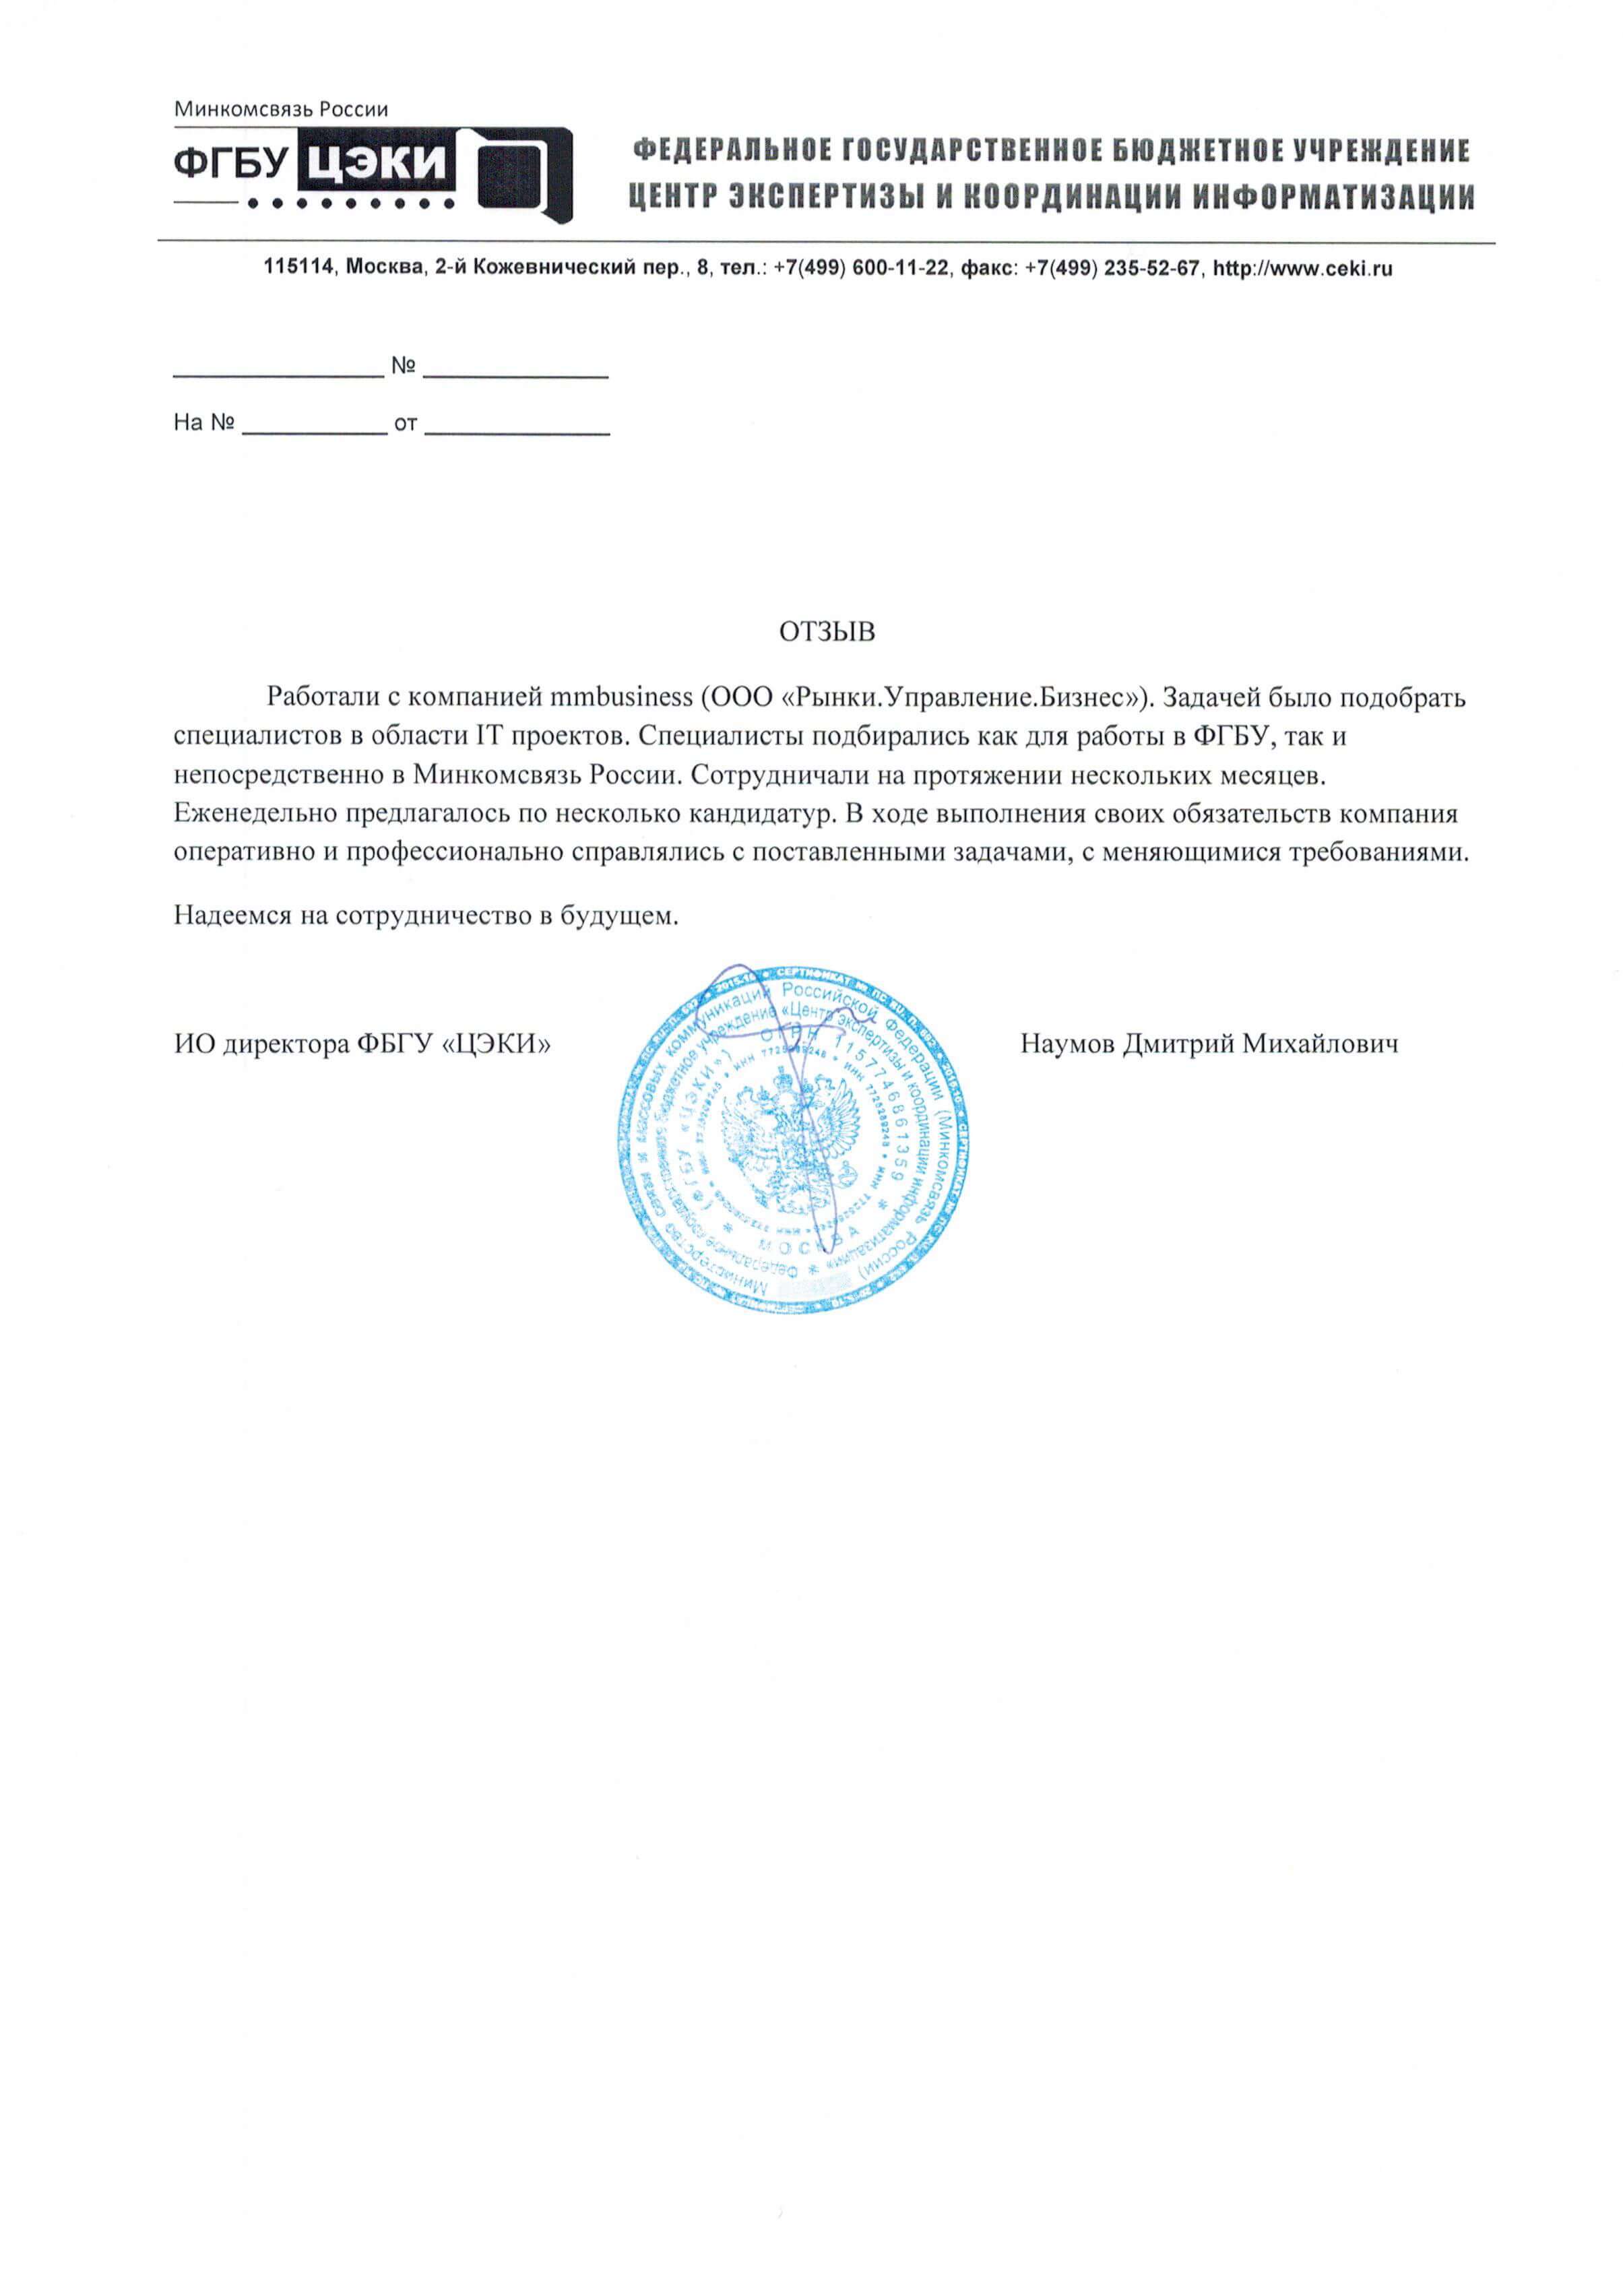 Минкомсвязь России
ФГБУ ЦЭКИ
ФЕДЕРАЛЬНОЕ ГОСУДАРСТВЕННОЕ БЮДЖЕТНОЕ УЧРЕЖДЕНИЕ
ЦЕНТР ЭКСПЕРТИЗЫ И КООРДИНАЦИИ ИНФОРМАТИЗАЦИИ
115114, Москва, 2-й Кожевнический пер., 8, тел.: +7(499) 600-11-22, факс: +7(499) 235-52-67, http://www.ceki.ru
_______________ № _______________
На № ___________ от _______________
ОТЗЫВ
Работали с компанией mmbusiness (ООО «Рынки.Управление.Бизнес»). Задачей было подобрать
специалистов в области IT проектов. Специалисты подбирались как для работы в ФГБУ, так и
непосредственно в Минкомсвязь России. Сотрудничали на протяжении нескольких месяцев.
Еженедельно предлагалось по несколько кандидатур. В ходе выполнения своих обязательств компания
оперативно и профессионально справлялись с поставленными задачами, с меняющимися требованиями.
Надеемся на сотрудничество в будущем.
ИО директора ФБГУ «ЦЭКИ»
Наумов Дмитрий Михайлович
Министерство связи и массовых коммуникаций Российской Федерации (Минкомсвязь России)
Федеральное государственное бюджетное учреждение «Центр экспертизы и координации информатизации»
(ФГБУ «ЦЭКИ») ОГРН 1157746861359
МОСКВА